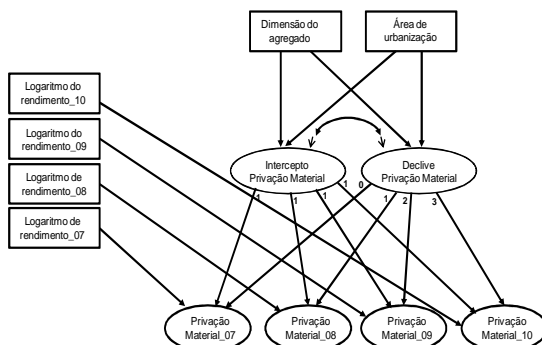 Dimensão do
agregado
Área de
urbanização
Logaritmo do
rendimento_10
Logaritmo do
rendimento_09
Logaritmo de
rendimento_08
Logaritmo de
rendimento_07
Intercepto
Privação Material
Declive
Privação Material
1
1
1
1
0
1
2
3
Privação
Material_07
Privação
Material_08
Privação
Material_09
Privação
Material_10